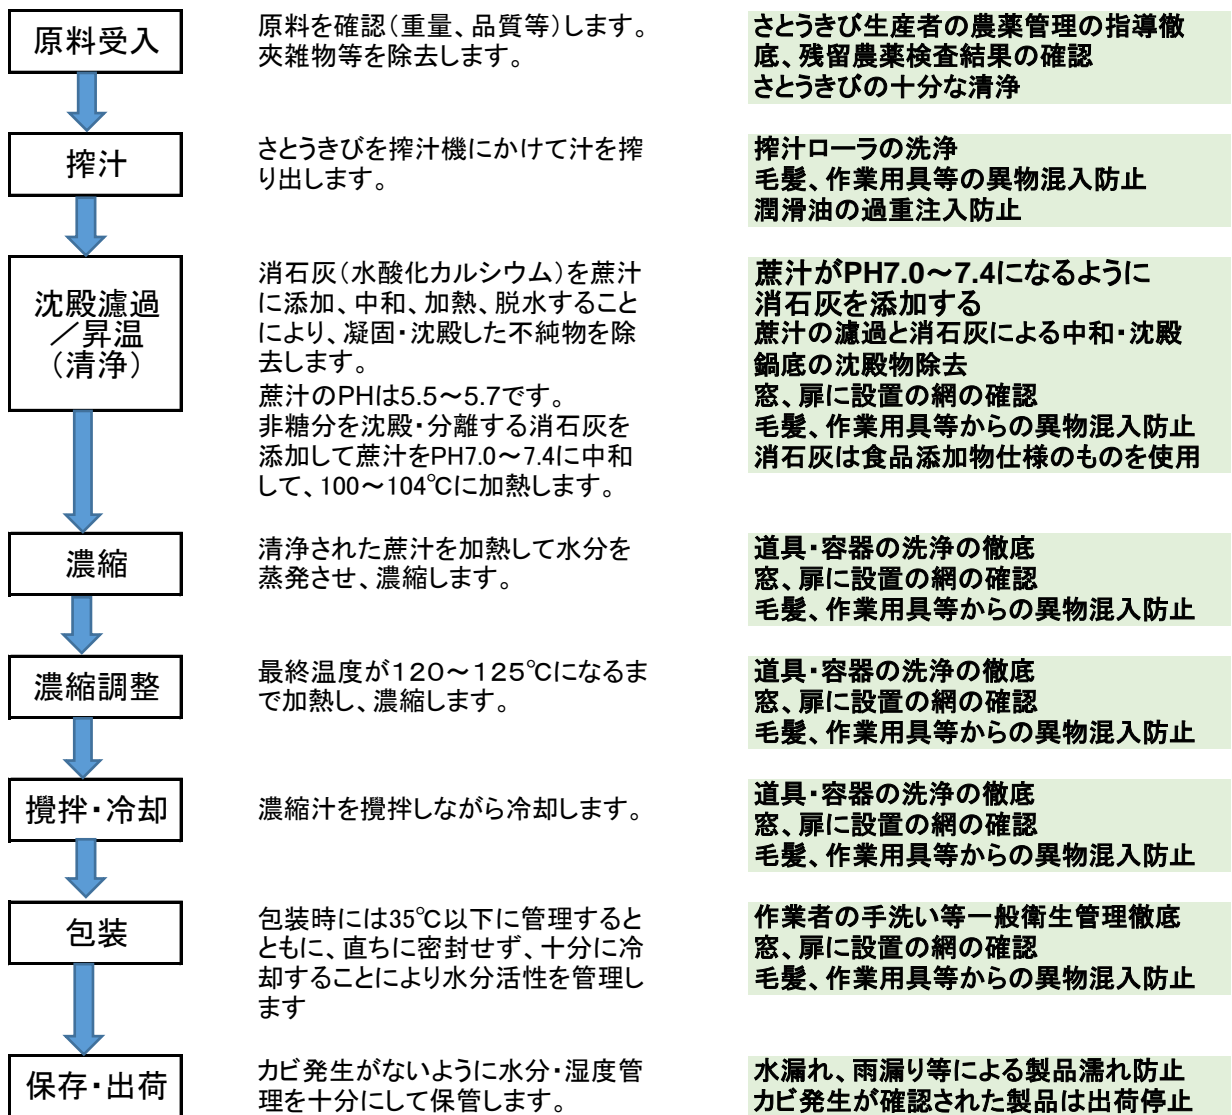 原料受入
原料を確認(重量、品質等)します。
夾雑物等を除去します。
さとうきび生産者の農薬管理の指導徹
底、残留農薬検査結果の確認
さとうきびの十分な清浄
搾汁
さとうきびを搾汁機にかけて汁を搾
り出します。
搾汁ローラの洗浄
毛髪、作業用具等の異物混入防止
潤滑油の過重注入防止
沈殿濾過
/昇温
(清浄)
消石灰(水酸化カルシウム)を蔗汁
に添加、中和、加熱、脱水すること
により、凝固・沈殿した不純物を除
去します。
蔗汁のPHは5.5~5.7です。
非糖分を沈殿・分離する消石灰を
添加して蔗汁をPH7.0~7.4に中和
して、100~104℃に加熱します。
蔗汁がPH7.0~7.4になるように
消石灰を添加する
蔗汁の濾過と消石灰による中和・沈殿
鍋底の沈殿物除去
窓、扉に設置の網の確認
毛髪、作業用具等からの異物混入防止
消石灰は食品添加物仕様のものを使用
濃縮
清浄された蔗汁を加熱して水分を
蒸発させ、濃縮します。
道具・容器の洗浄の徹底
窓、扉に設置の網の確認
毛髪、作業用具等からの異物混入防止
濃縮調整
最終温度が120~125℃になるま
で加熱し、濃縮します。
道具・容器の洗浄の徹底
窓、扉に設置の網の確認
毛髪、作業用具等からの異物混入防止
攪拌・冷却
濃縮汁を攪拌しながら冷却します。
道具・容器の洗浄の徹底
窓、扉に設置の網の確認
毛髪、作業用具等からの異物混入防止
包装
包装時には35℃以下に管理すると
ともに、直ちに密封せず、十分に冷
却することにより水分活性を管理し
ます
作業者の手洗い等一般衛生管理徹底
窓、扉に設置の網の確認
毛髪、作業用具等からの異物混入防止
保存・出荷
カビ発生がないように水分・湿度管
理を十分にして保管します。
水漏れ、雨漏り等による製品濡れ防止
カビ発生が確認された製品は出荷停止